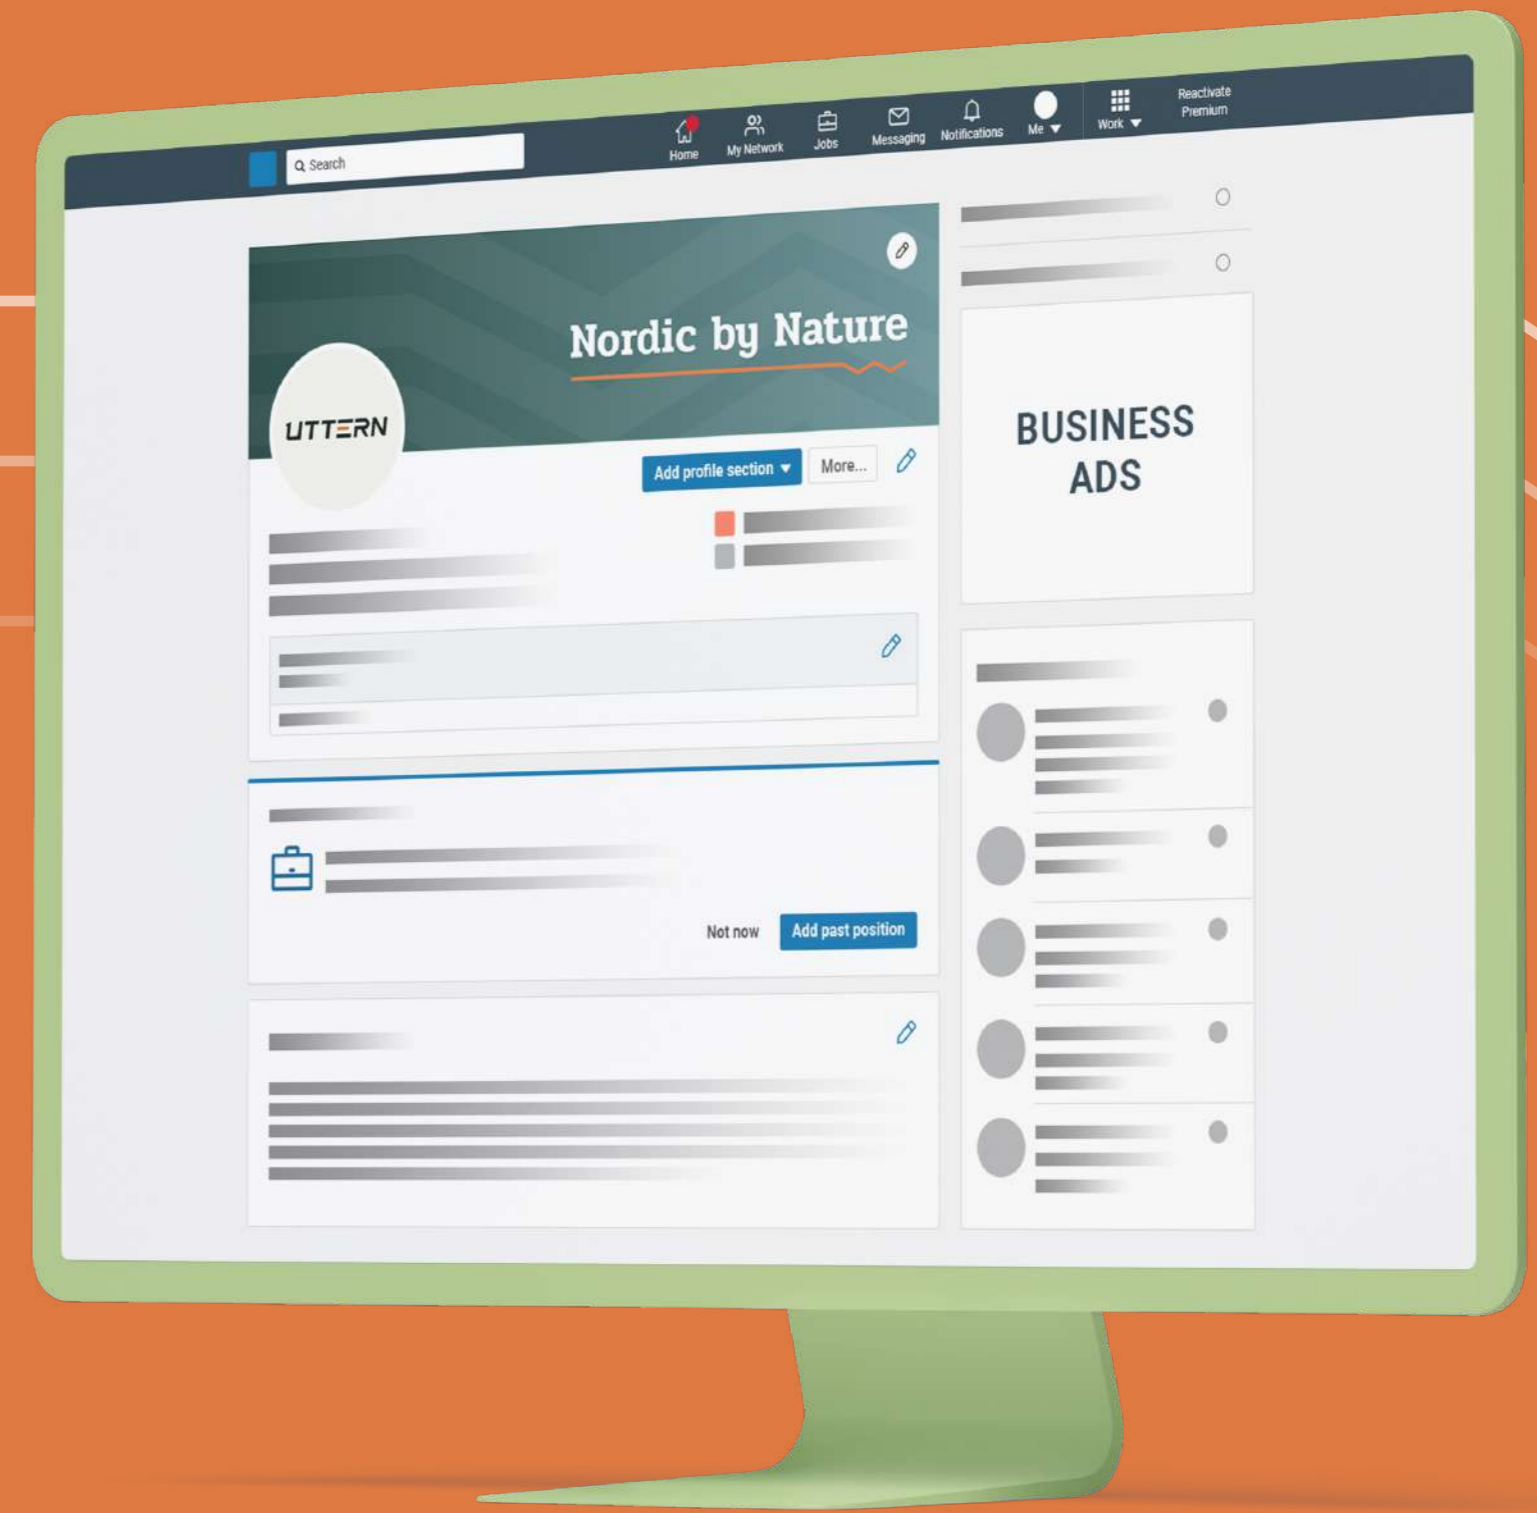 Search
Home
My Network
Jobs
Messaging
Notifications
Me
Work
Reactivate
Premium
Nordic by Nature
UTTERN
Add profile section
More...
BUSINESS
ADS
Not now
Add past position